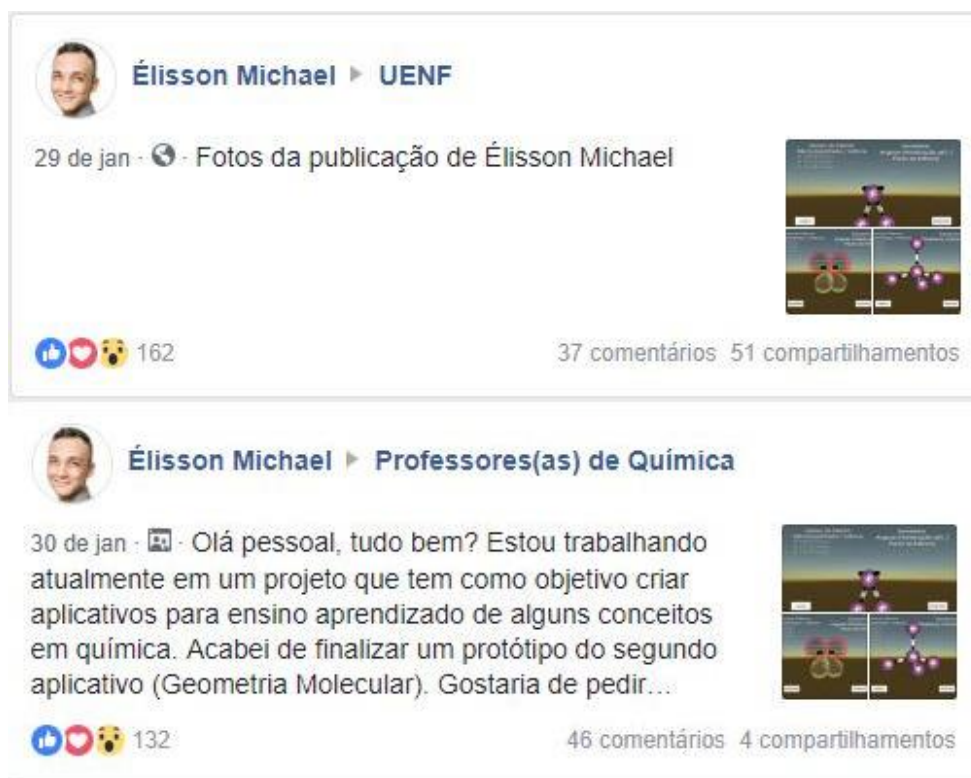 Élisson Michael ▶ UENF
29 de jan · Fotos da publicação de Élisson Michael
162 37 comentários 51 compartilhamentos
Élisson Michael ▶ Professores(as) de Química
30 de jan · Olá pessoal, tudo bem? Estou trabalhando
atualmente em um projeto que tem como objetivo criar
aplicativos para ensino aprendizado de alguns conceitos
em química. Acabei de finalizar um protótipo do segundo
aplicativo (Geometria Molecular). Gostaria de pedir...
132 46 comentários 4 compartilhamentos